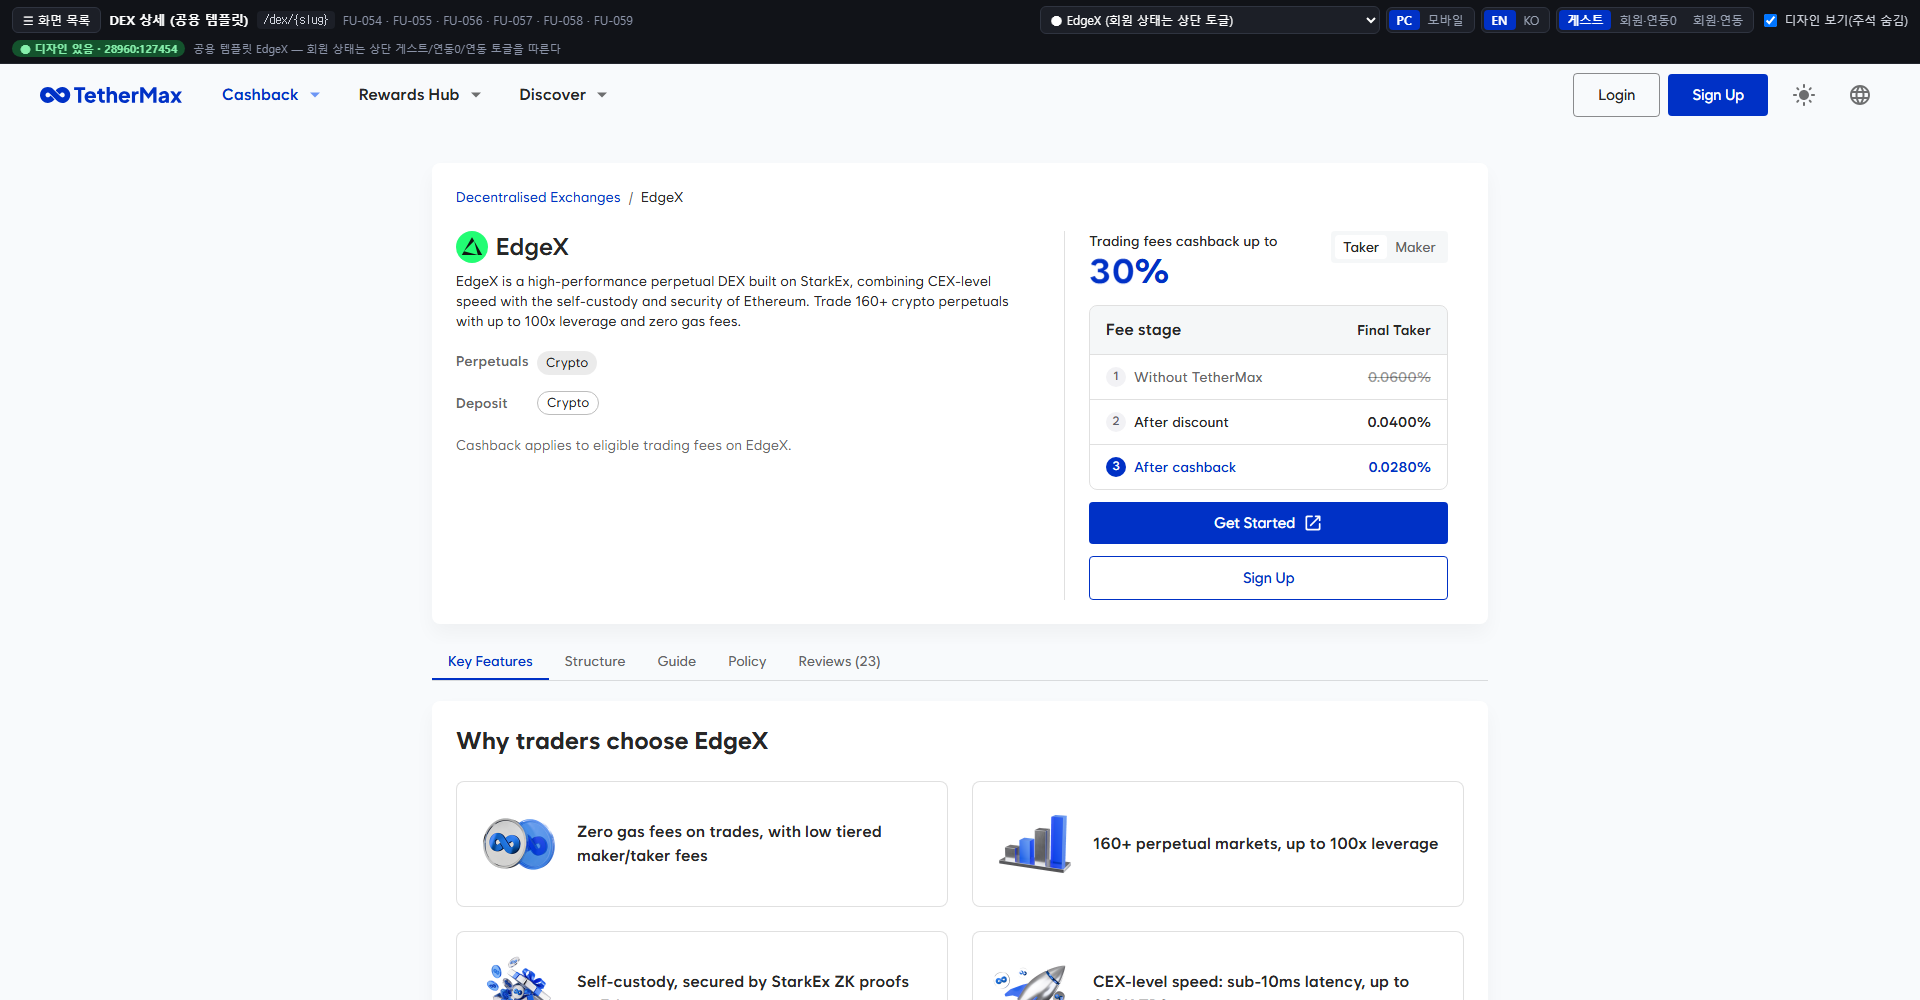 ☰ 화면 목록 DEX 상세 (공용 템플릿) /dex/{slug} FU-054 · FU-055 · FU-056 · FU-057 · FU-058 · FU-059
● EdgeX (회원 상태는 상단 토글) PC 모바일 EN KO 게스트 회원·연동0 회원·연동 디자인 보기(주석 숨김)
● 디자인 있음 · 28960:127454 공용 템플릿 EdgeX — 회원 상태는 상단 게스트/연동0/연동 토글을 따른다
TetherMax Cashback Rewards Hub Discover Login Sign Up
Decentralised Exchanges / EdgeX
EdgeX
EdgeX is a high-performance perpetual DEX built on StarkEx, combining CEX-level
speed with the self-custody and security of Ethereum. Trade 160+ crypto perpetuals
with up to 100x leverage and zero gas fees.
Perpetuals Crypto
Deposit Crypto
Cashback applies to eligible trading fees on EdgeX.
Trading fees cashback up to
30%
Taker Maker
Fee stage Final Taker
1 Without TetherMax 0.0600%
2 After discount 0.0400%
3 After cashback 0.0280%
Get Started
Sign Up
Key Features Structure Guide Policy Reviews (23)
Why traders choose EdgeX
Zero gas fees on trades, with low tiered
maker/taker fees
160+ perpetual markets, up to 100x leverage
Self-custody, secured by StarkEx ZK proofs
CEX-level speed: sub-10ms latency, up to